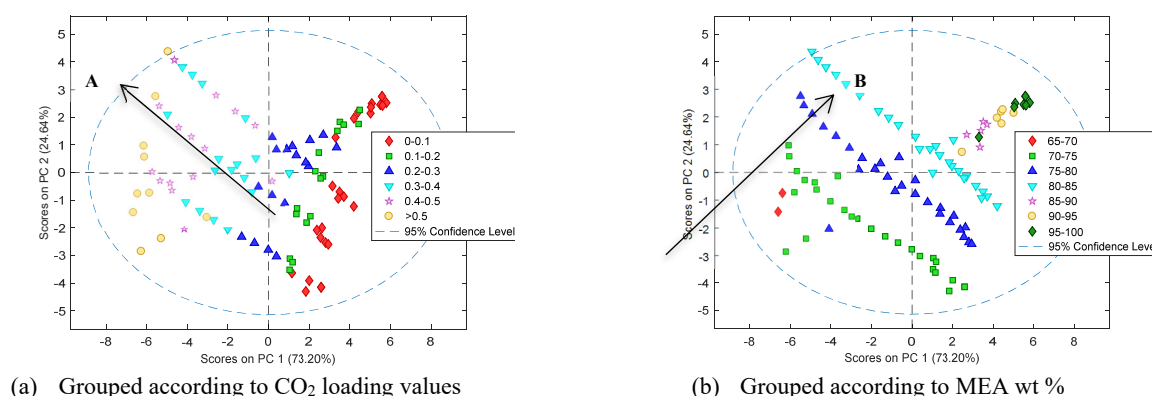 A
Scores on PC 2 (24.64%)
5
4
3
2
1
0
-1
-2
-3
-4
-5
-8 -6 -4 -2 0 2 4 6 8
Scores on PC 1 (73.20%)
0-0.1
0.1-0.2
0.2-0.3
0.3-0.4
0.4-0.5
>0.5
95% Confidence Level
(a) Grouped according to CO₂ loading values
B
Scores on PC 2 (24.64%)
5
4
3
2
1
0
-1
-2
-3
-4
-5
-8 -6 -4 -2 0 2 4 6 8
Scores on PC 1 (73.20%)
65-70
70-75
75-80
80-85
85-90
90-95
95-100
95% Confidence Level
(b) Grouped according to MEA wt %